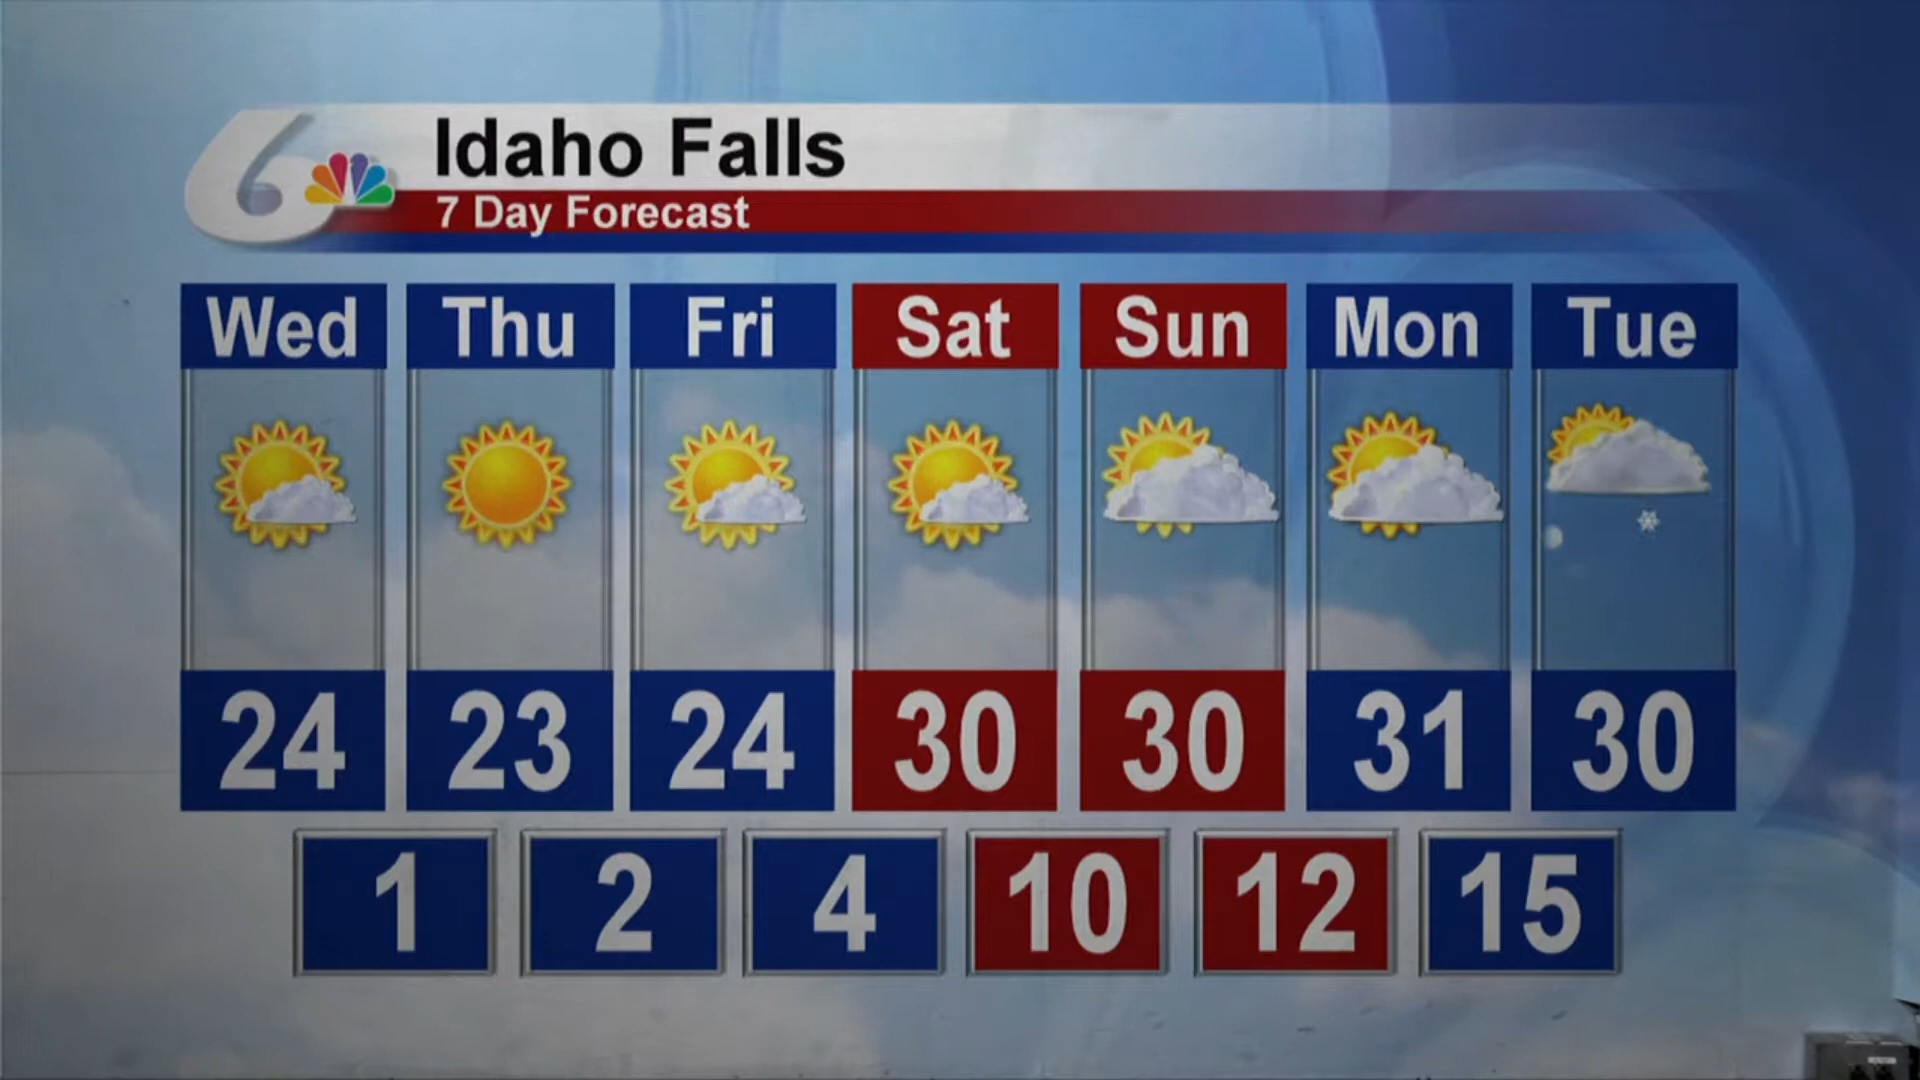 6
Idaho Falls
7 Day Forecast
Wed Thu Fri Sat Sun Mon Tue
24 23 24 30 30 31 30
1 2 4 10 12 15